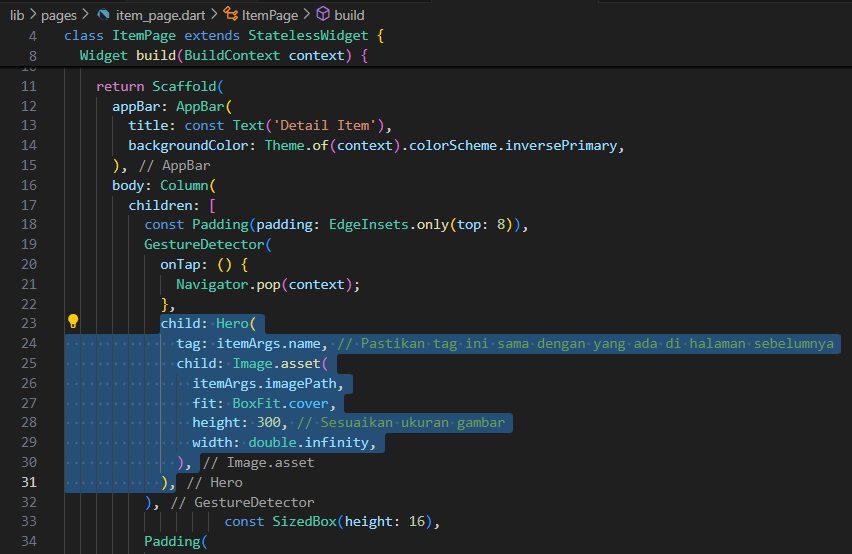 lib > pages > item_page.dart > ItemPage > build
4 class ItemPage extends StatelessWidget {
8 Widget build(BuildContext context) {
11 return Scaffold(
12 appBar: AppBar(
13 title: const Text('Detail Item'),
14 backgroundColor: Theme.of(context).colorScheme.inversePrimary,
15 ), // AppBar
16 body: Column(
17 children: [
18 const Padding(padding: EdgeInsets.only(top: 8)),
19 GestureDetector(
20 onTap: () {
21 Navigator.pop(context);
22 },
23 child: Hero(
24 tag: itemArgs.name, // Pastikan tag ini sama dengan yang ada di halaman sebelumnya
25 child: Image.asset(
26 itemArgs.imagePath,
27 fit: BoxFit.cover,
28 height: 300, // Sesuaikan ukuran gambar
29 width: double.infinity,
30 ), // Image.asset
31 ), // Hero
32 ), // GestureDetector
33 const SizedBox(height: 16),
34 Padding(